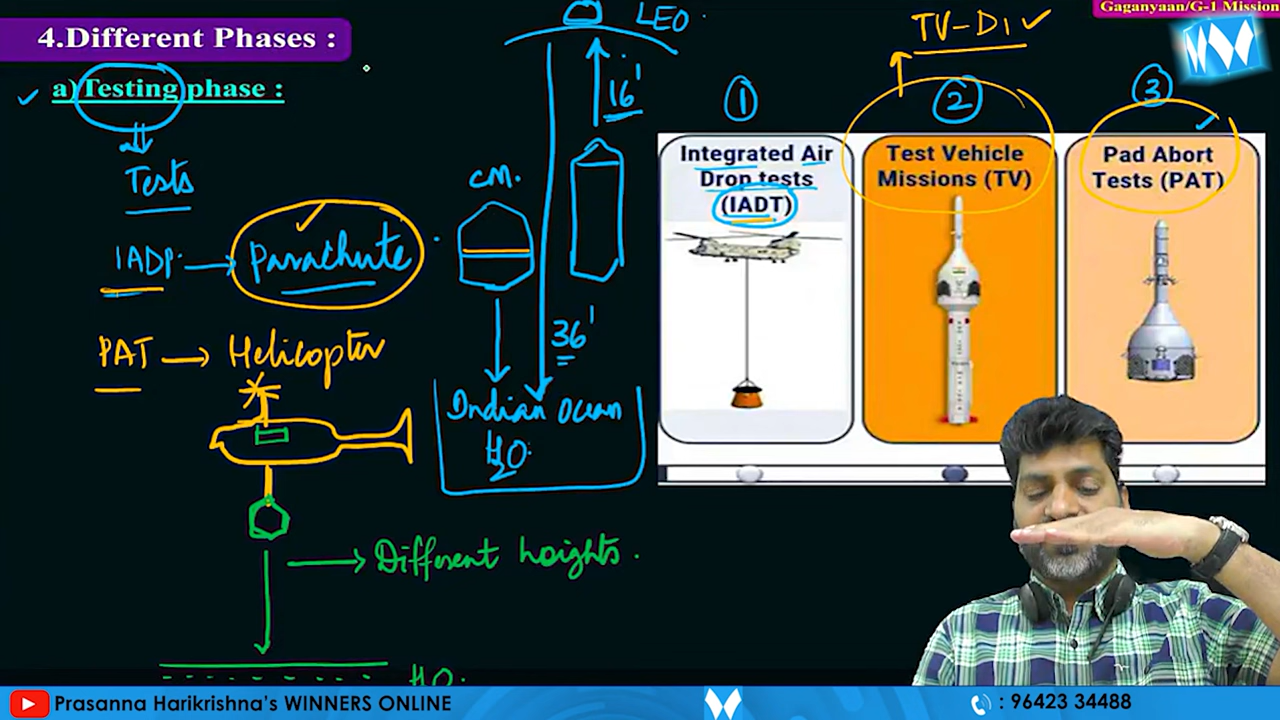 Gaganyaan/G-1 Mission
4.Different Phases :
a)Testing phase :
Tests
IADP → Parachute
PAT → Helicopter
Different heights.
H2O.
LEO
16'
CM.
36'
Indian Ocean
H2O
TV-D1 ✓
1
2
3
Integrated Air
Drop tests
(IADT)
Test Vehicle
Missions (TV)
Pad Abort
Tests (PAT)
Prasanna Harikrishna's WINNERS ONLINE
: 96423 34488